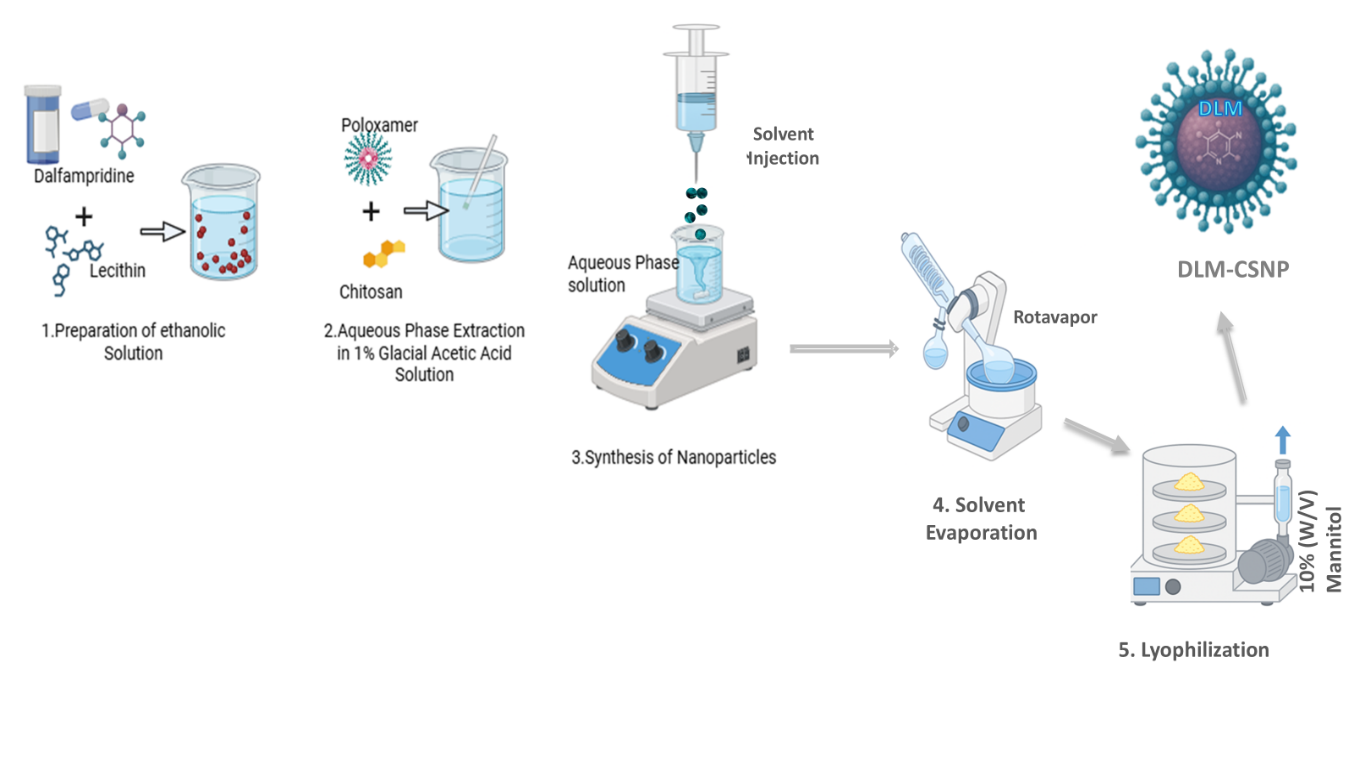 Dalfampridine
+
Lecithin
1.Preparation of ethanolic
Solution
Poloxamer
+
Chitosan
2.Aqueous Phase Extraction
in 1% Glacial Acetic Acid
Solution
Solvent
Injection
Aqueous Phase
solution
3.Synthesis of Nanoparticles
Rotavapor
4. Solvent
Evaporation
10% (W/V)
Mannitol
5. Lyophilization
DLM
N
N
DLM-CSNP